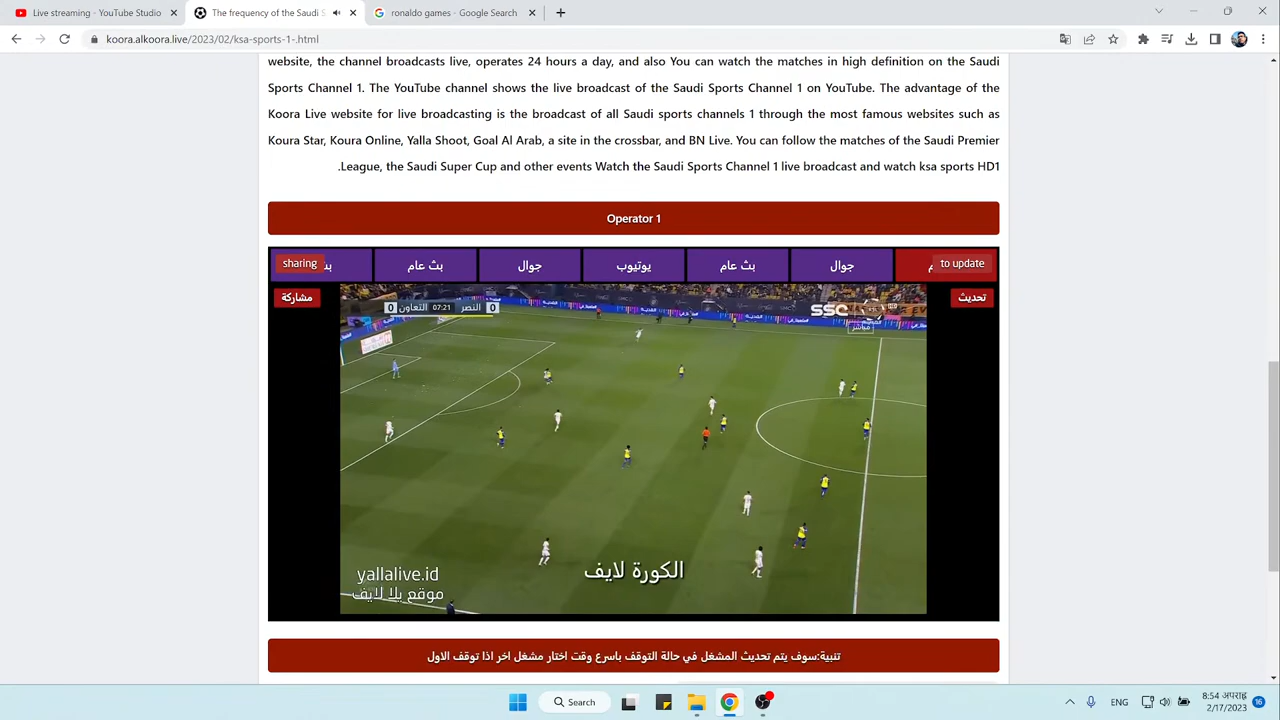 Live streaming - YouTube Studio
The frequency of the Saudi S
ronaldo games - Google Search
koora.alkoora.live/2023/02/ksa-sports-1-.html
website, the channel broadcasts live, operates 24 hours a day, and also You can watch the matches in high definition on the Saudi
Sports Channel 1. The YouTube channel shows the live broadcast of the Saudi Sports Channel 1 on YouTube. The advantage of the
Koora Live website for live broadcasting is the broadcast of all Saudi sports channels 1 through the most famous websites such as
Koura Star, Koura Online, Yalla Shoot, Goal Al Arab, a site in the crossbar, and BN Live. You can follow the matches of the Saudi Premier
.League, the Saudi Super Cup and other events Watch the Saudi Sports Channel 1 live broadcast and watch ksa sports HD1
Operator 1
sharing
بث عام
جوال
يوتيوب
بث عام
جوال
to update
مشاركة
تحديث
0 التعاون 07:21 النصر 0
SSC
مباشر
yallalive.id
موقع يلا لايف
الكورة لايف
تنبية:سوف يتم تحديث المشغل في حالة التوقف باسرع وقت اختار مشغل اخر اذا توقف الاول
Search
ENG
8:54 अपराह्न
2/17/2023
16